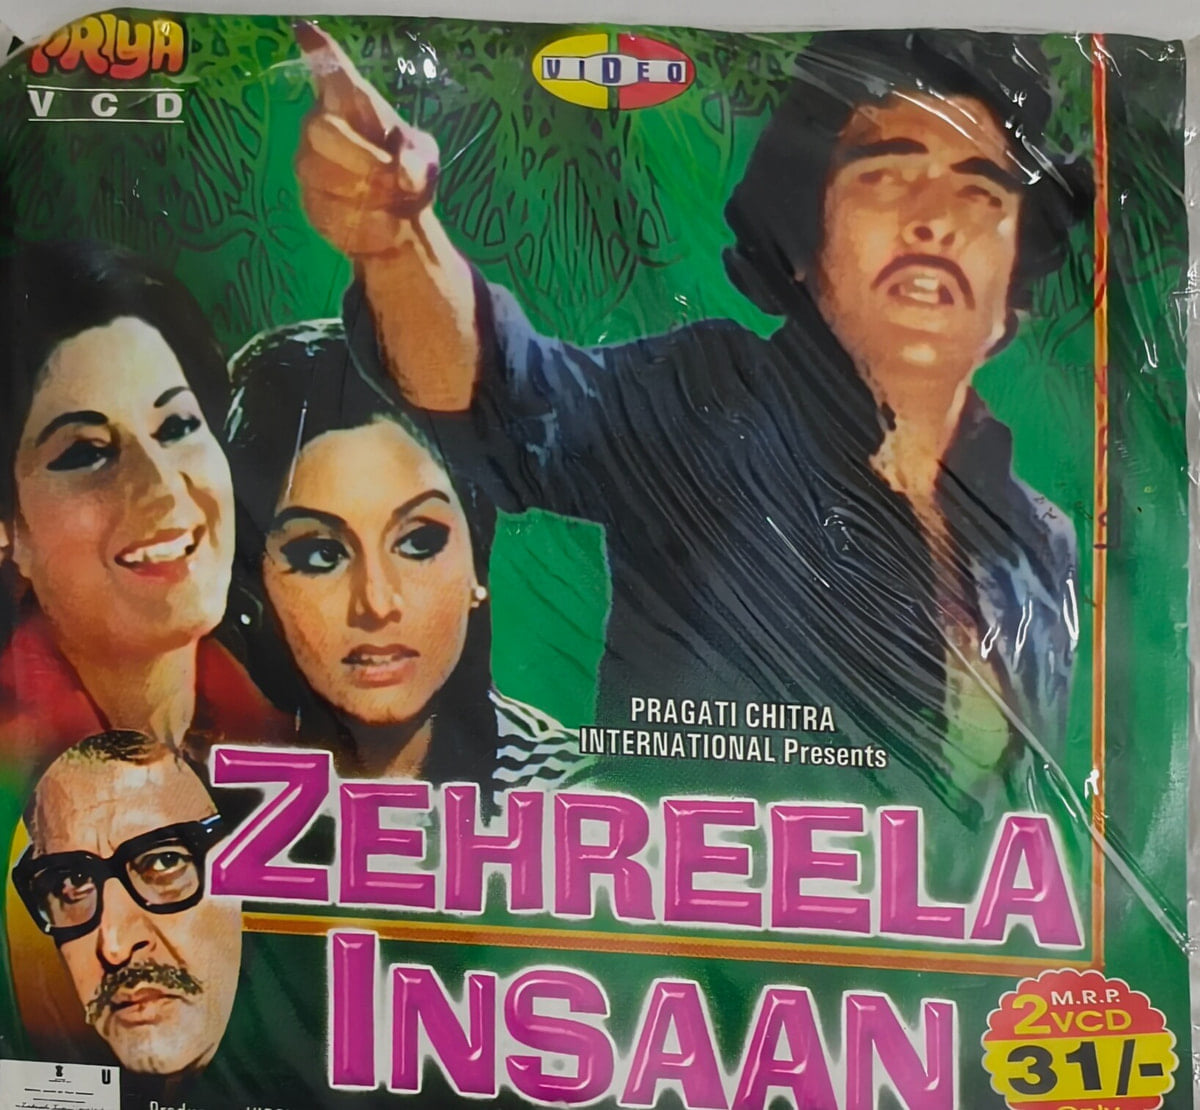 PRIYA
VCD
VIDEO
PRAGATI CHITRA
INTERNATIONAL Presents
ZEHREELA
INSAAN
M.R.P.
2VCD
31/-
U